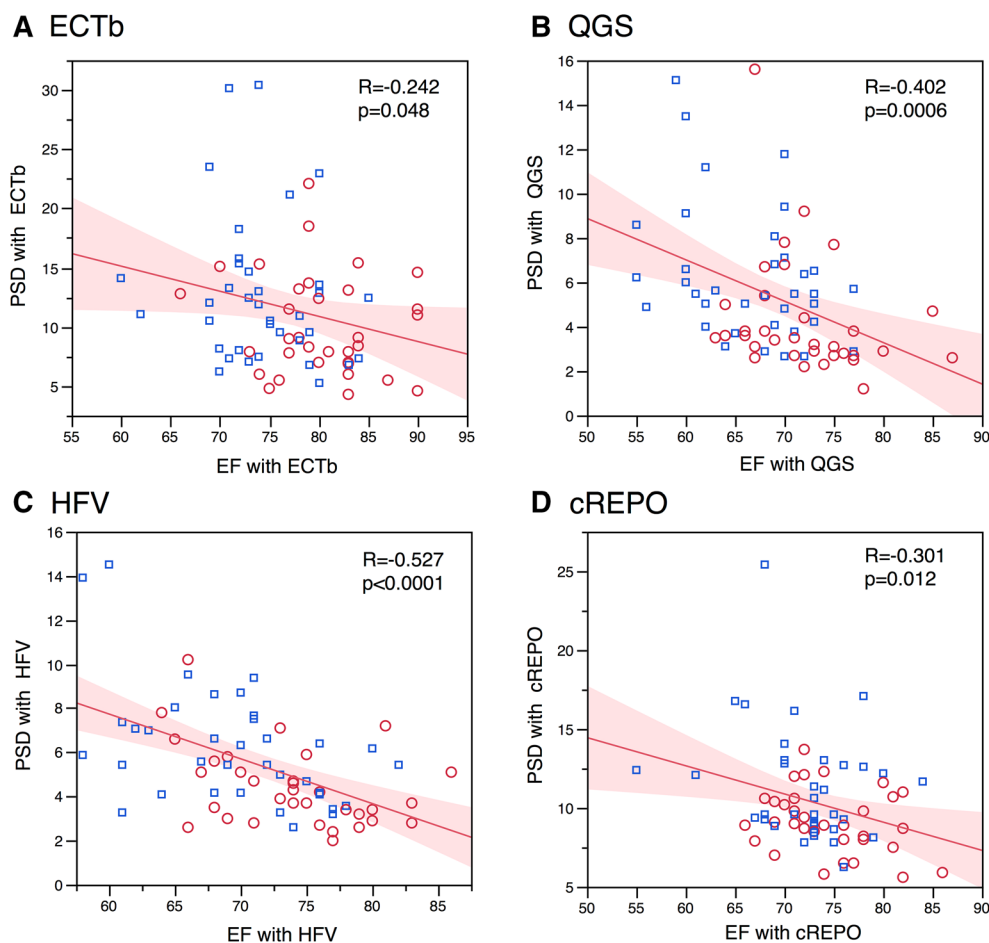 A ECTb
R=-0.242
p=0.048
PSD with ECTb
30
25
20
15
10
5
55 60 65 70 75 80 85 90 95
EF with ECTb
B QGS
R=-0.402
p=0.0006
PSD with QGS
16
14
12
10
8
6
4
2
0
50 55 60 65 70 75 80 85 90
EF with QGS
C HFV
R=-0.527
p<0.0001
PSD with HFV
16
14
12
10
8
6
4
2
0
60 65 70 75 80 85
EF with HFV
D cREPO
R=-0.301
p=0.012
PSD with cREPO
25
20
15
10
5
50 55 60 65 70 75 80 85 90
EF with cREPO